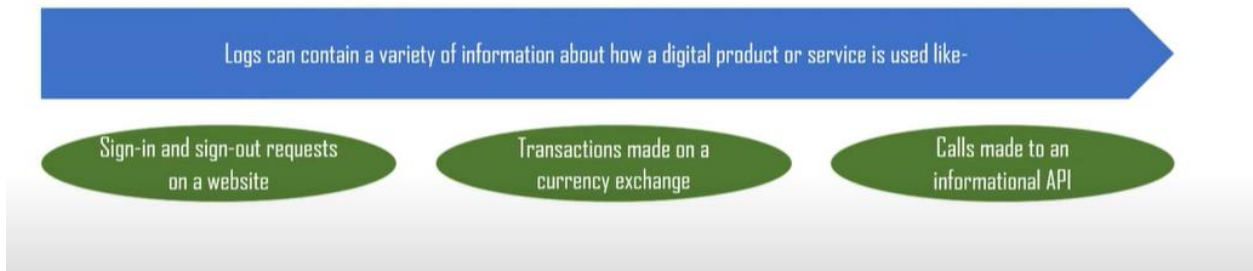 Logs can contain a variety of information about how a digital product or service is used like-
Sign-in and sign-out requests
on a website
Transactions made on a
currency exchange
Calls made to an
informational API